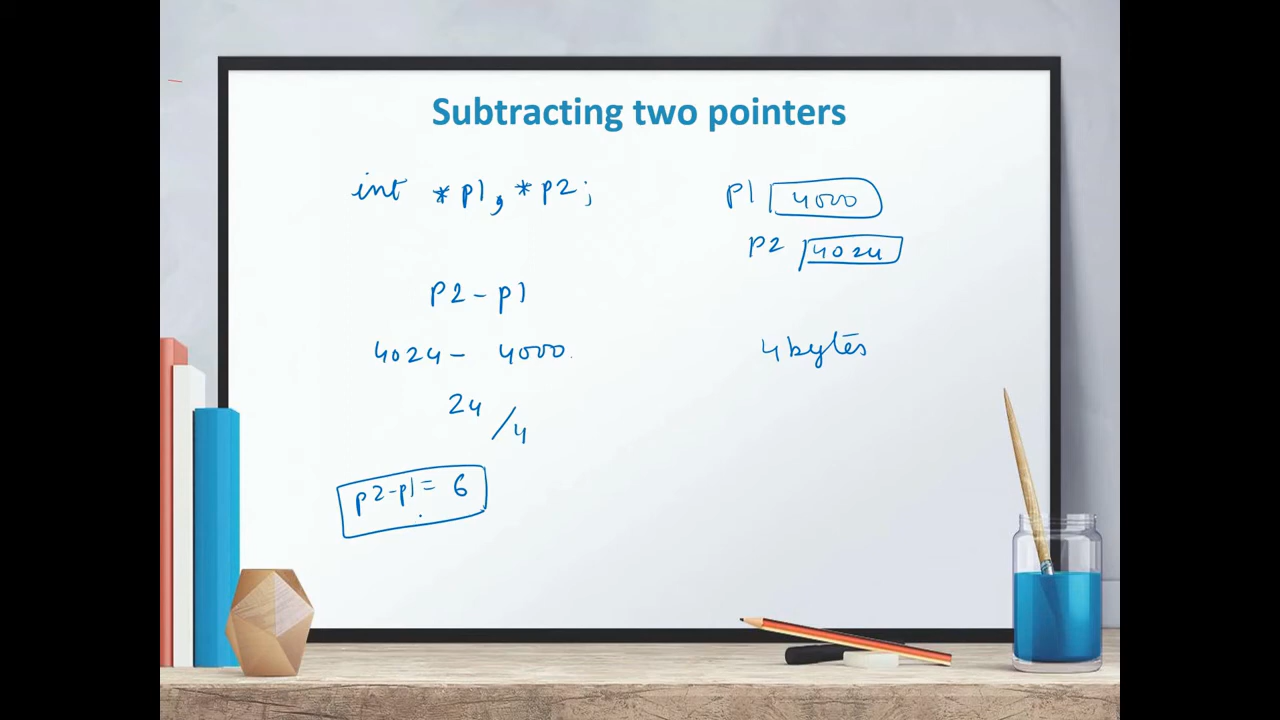 Subtracting two pointers
int *p1, *p2;
p1 4000
p2 4024
p2 - p1
4024 - 4000
4 bytes
24/4
p2-p1 = 6